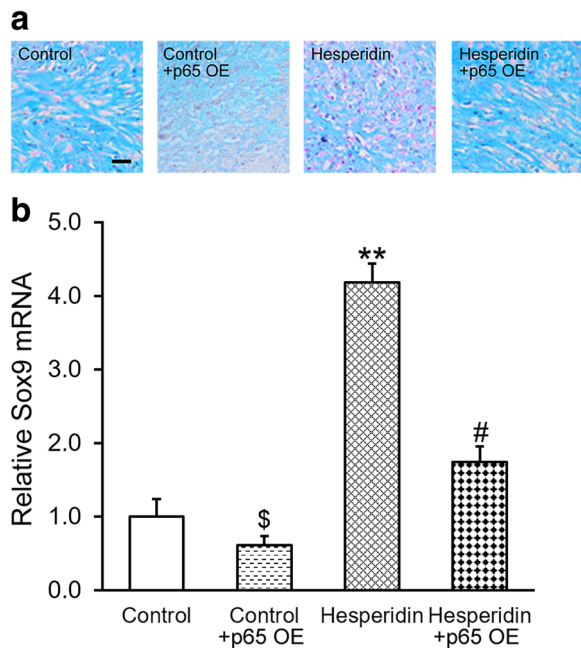 a
Control
Control
+p65 OE
Hesperidin
Hesperidin
+p65 OE
b
Relative Sox9 mRNA
5.0
4.0
4.0
2.0
1.0
0.0
$
**
#
Control
Control
+p65 OE
Hesperidin
Hesperidin
+p65 OE